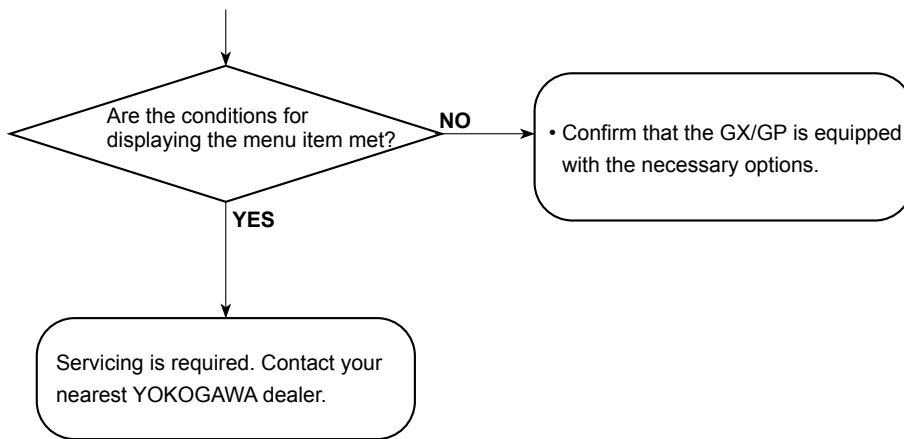 Are the conditions for
displaying the menu item met?
NO
• Confirm that the GX/GP is equipped
with the necessary options.
YES
Servicing is required. Contact your
nearest YOKOGAWA dealer.